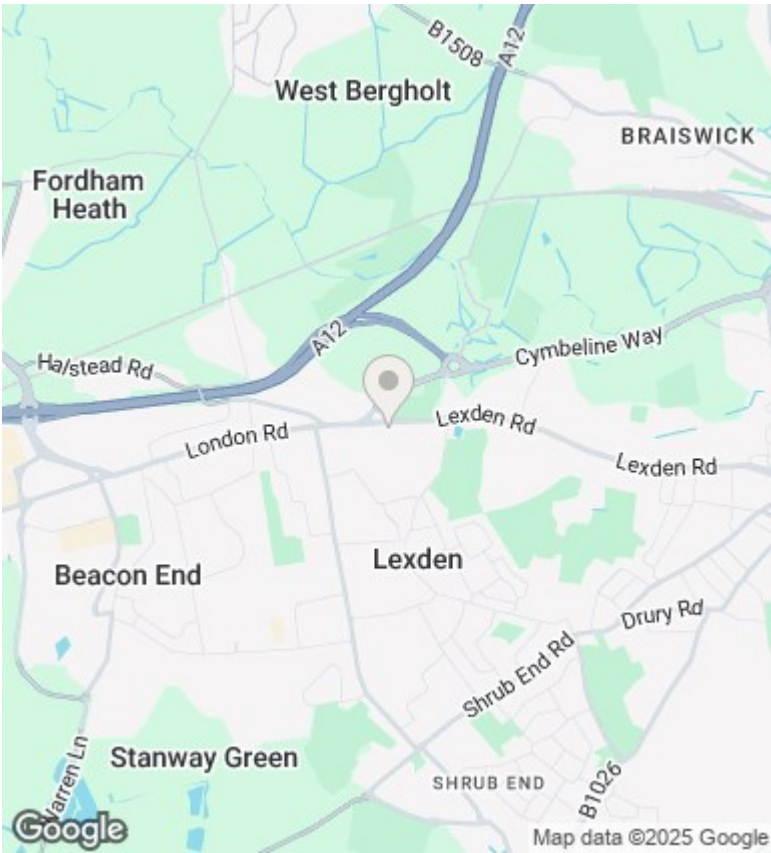 B1508
A12
West Bergholt
BRAISWICK
Fordham
Heath
A12
Cymbeline Way
Halstead Rd
Lexden Rd
London Rd
Lexden Rd
Lexden
Beacon End
Drury Rd
Shrub End Rd
Warren Ln
Stanway Green
SHRUB END
B1026
Google
Map data ©2025 Google